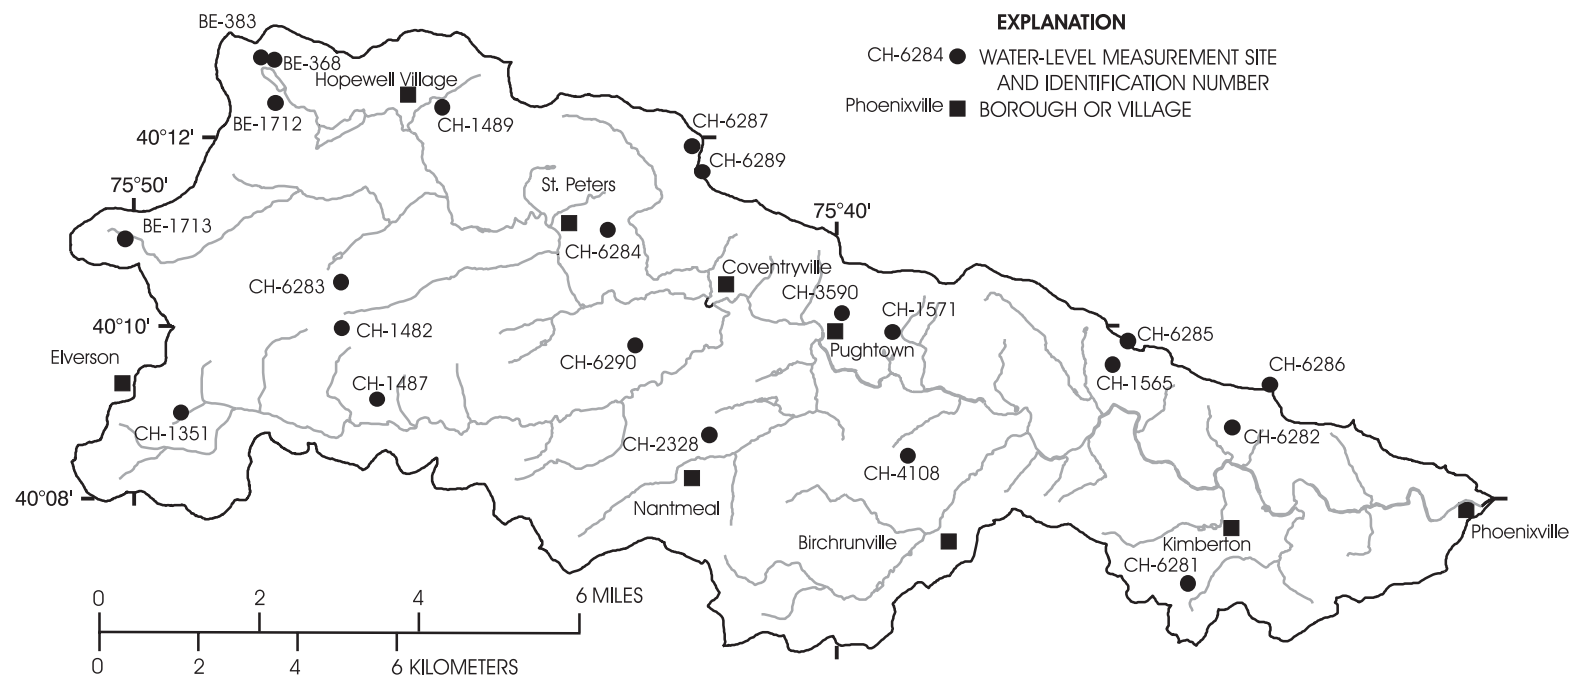 BE-383
EXPLANATION
CH-6284 WATER-LEVEL MEASUREMENT SITE
AND IDENTIFICATION NUMBER
Phoenixville BOROUGH OR VILLAGE
BE-368
Hopewell Village
BE-1712
CH-1489
CH-6287
40°12'
CH-6289
75°50'
St. Peters
75°40'
BE-1713
CH-6284
Coventryville
CH-6283
CH-3590
CH-1571
40°10'
CH-1482
CH-6285
Elverson
CH-6290
Pughtown
CH-6286
CH-1487
CH-1565
CH-1351
CH-2328
CH-6282
CH-4108
40°08'
Nantmeal
Phoenixville
Birchrunville
Kimberton
CH-6281
0 2 4 6 MILES
0 2 4 6 KILOMETERS